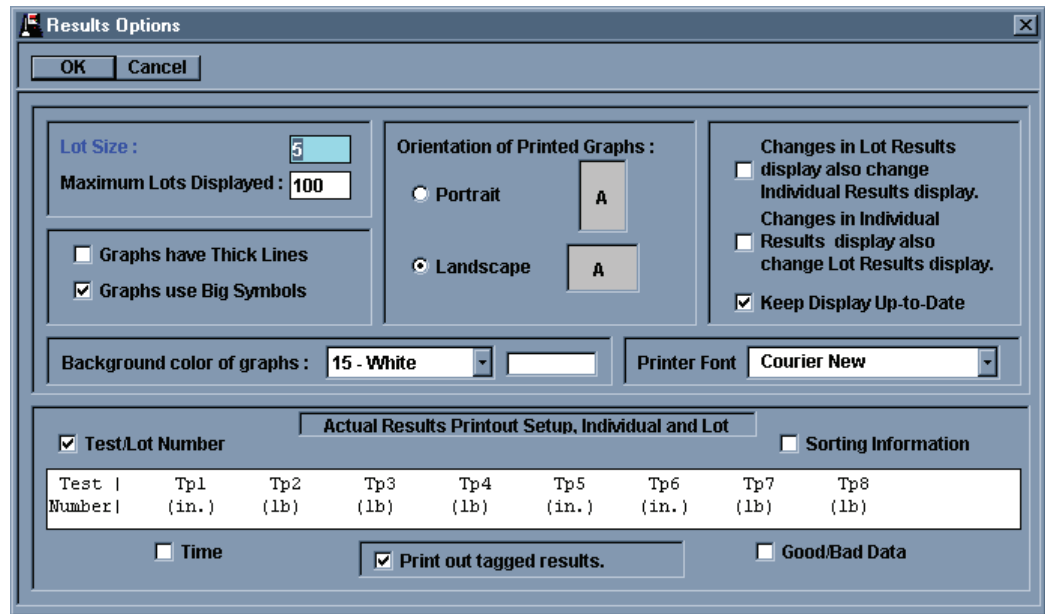 Results Options
OK Cancel
Lot Size : 5
Maximum Lots Displayed : 100
Graphs have Thick Lines
Graphs use Big Symbols
Orientation of Printed Graphs :
Portrait A
Landscape A
Changes in Lot Results
display also change
Individual Results display.
Changes in Individual
Results display also
change Lot Results display.
Keep Display Up-to-Date
Background color of graphs : 15 - White
Printer Font Courier New
Actual Results Printout Setup, Individual and Lot
Test/Lot Number
Sorting Information
Test | Tp1 Tp2 Tp3 Tp4 Tp5 Tp6 Tp7 Tp8
Number| (in.) (lb) (lb) (lb) (in.) (in.) (lb) (lb)
Time
Print out tagged results.
Good/Bad Data